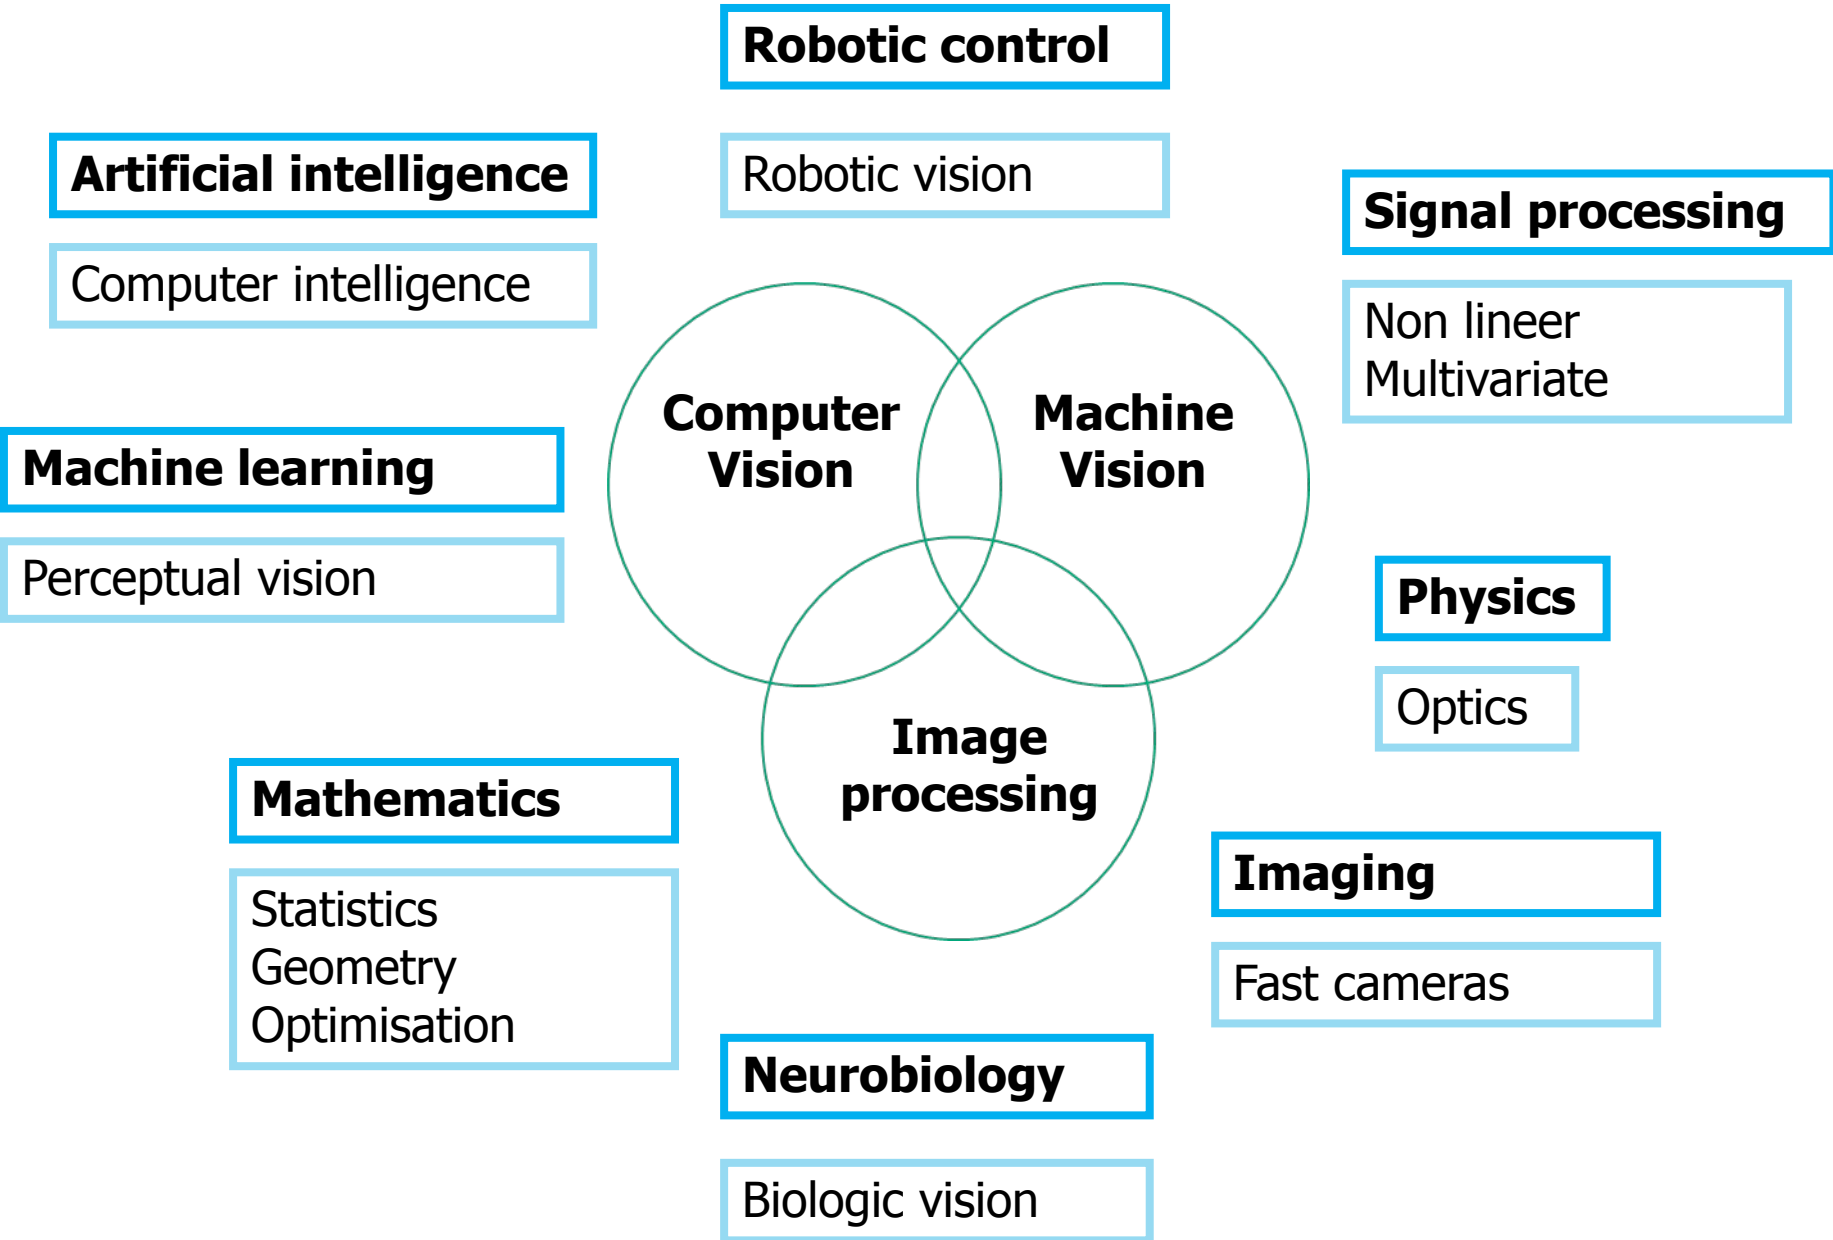 Robotic control
Robotic vision
Artificial intelligence
Computer intelligence
Signal processing
Non lineer
Multivariate
Computer
Vision
Machine
Vision
Machine learning
Perceptual vision
Physics
Optics
Image
processing
Mathematics
Statistics
Geometry
Optimisation
Imaging
Fast cameras
Neurobiology
Biologic vision